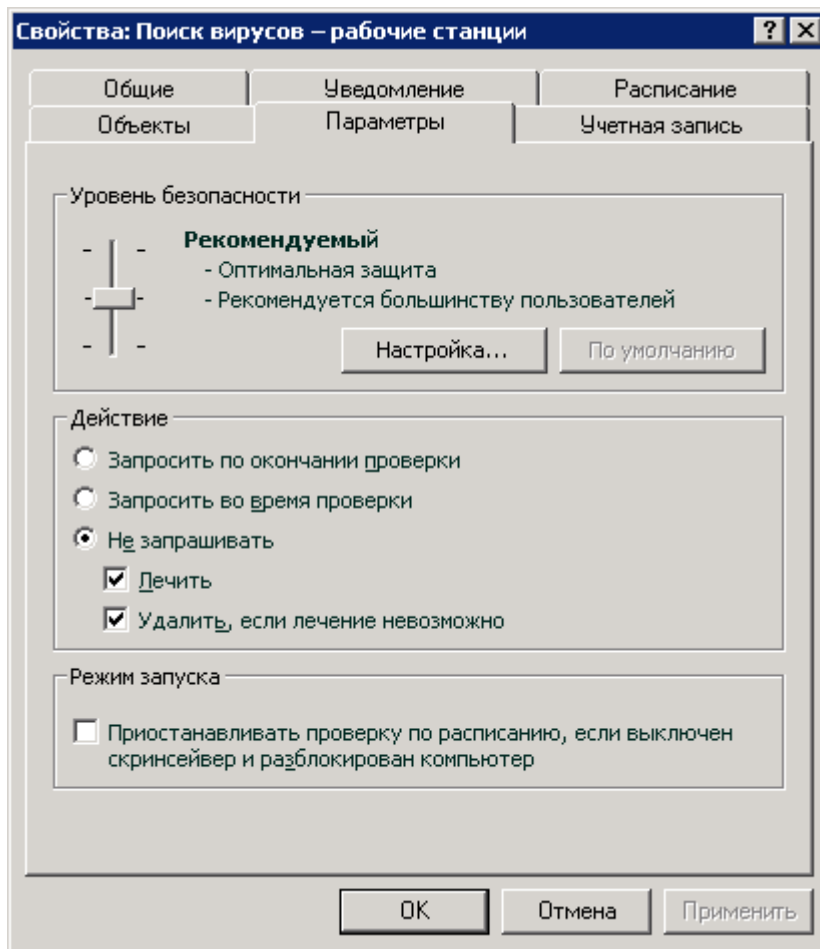 Свойства: Поиск вирусов – рабочие станции
Общие
Уведомление
Расписание
Объекты
Параметры
Учетная запись
Уровень безопасности
Рекомендуемый
- Оптимальная защита
- Рекомендуется большинству пользователей
Настройка...
По умолчанию
Действие
Запросить по окончании проверки
Запросить во время проверки
Не запрашивать
Лечить
Удалить, если лечение невозможно
Режим запуска
Приостанавливать проверку по расписанию, если выключен
скринсейвер и разблокирован компьютер
OK
Отмена
Применить